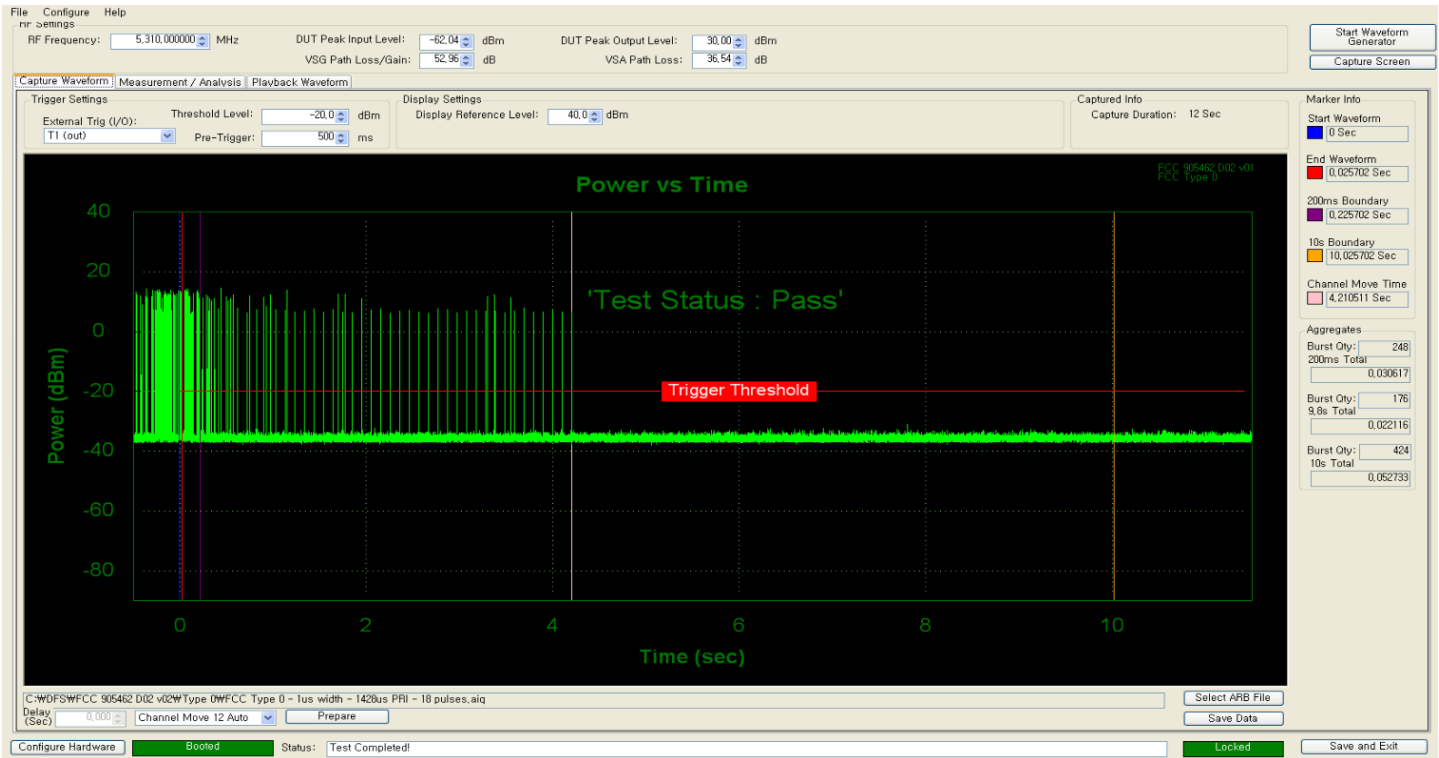 File Configure Help
RF Settings
RF Frequency: 5,310,000000 MHz DUT Peak Input Level: -62,04 dBm DUT Peak Output Level: 30,00 dBm
VSG Path Loss/Gain: 52,96 dB VSA Path Loss: 36,54 dB
Start Waveform
Generator
Capture Screen
Capture Waveform Measurement / Analysis Playback Waveform
Trigger Settings
External Trig (I/O): Threshold Level: -20,0 dBm
T1 (out) Pre-Trigger: 500 ms
Display Settings
Display Reference Level: 40,0 dBm
Captured Info
Capture Duration: 12 Sec
Marker Info
Start Waveform
0 Sec
End Waveform
0,025702 Sec
200ms Boundary
0,225702 Sec
10s Boundary
10,025702 Sec
Channel Move Time
4,210511 Sec
Aggregates
Burst Qty: 248
200ms Total
0,030617
Burst Qty: 176
9,8s Total
0,022116
Burst Qty: 424
10s Total
0,052733
FCC 905462 D02 v01
FCC Type 0
Power vs Time
'Test Status : Pass'
Trigger Threshold
Power (dBm)
40
20
0
-20
-40
-60
-80
0 2 4 6 8 10
Time (sec)
C:₩DFS₩FCC 905462 D02 v02₩Type 0₩FCC Type 0 - 1us width - 1428us PRI - 18 pulses,aiq
Select ARB File
Delay
(Sec) 0,000 Channel Move 12 Auto Prepare
Save Data
Configure Hardware Booted Status: Test Completed! Locked Save and Exit